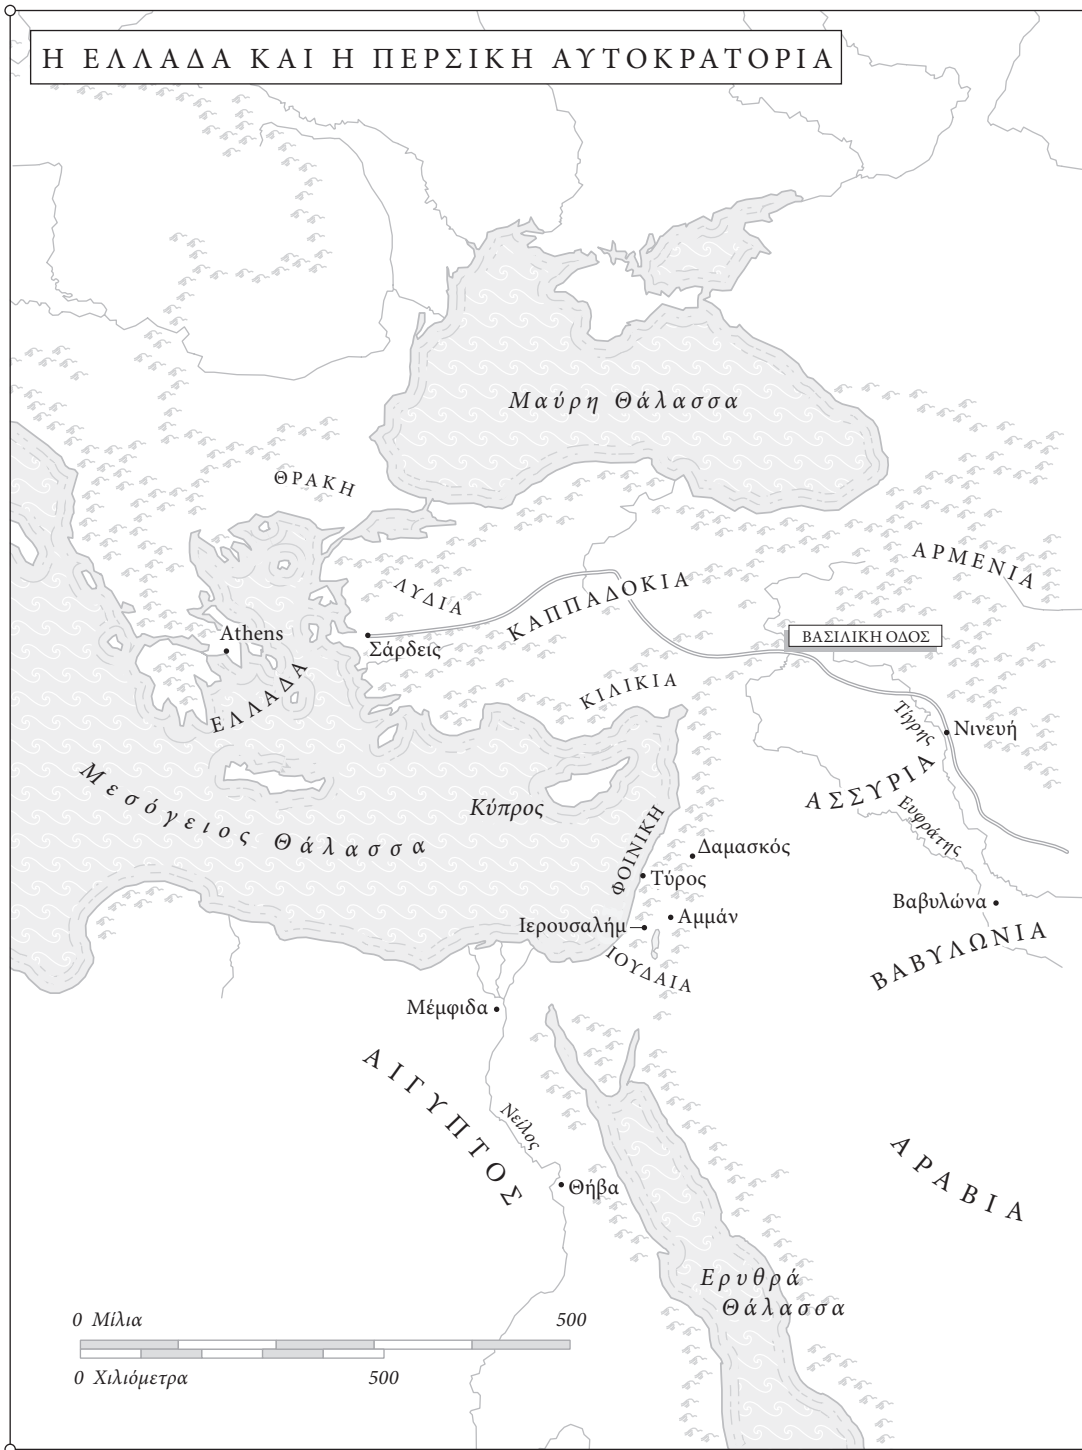 Η ΕΛΛΑΔΑ ΚΑΙ Η ΠΕΡΣΙΚΗ ΑΥΤΟΚΡΑΤΟΡΙΑ
Μαύρη Θάλασσα
ΘΡΑΚΗ
ΑΡΜΕΝΙΑ
ΛΥΔΙΑ
ΚΑΠΠΑΔΟΚΙΑ
Athens
Σάρδεις
ΒΑΣΙΛΙΚΗ ΟΔΟΣ
ΕΛΛΑΔΑ
ΚΙΛΙΚΙΑ
Τίγρης
Νινευή
Μεσόγειος Θάλασσα
Κύπρος
ΑΣΣΥΡΙΑ
Ευφράτης
ΦΟΙΝΙΚΗ
Δαμασκός
Τύρος
Βαβυλώνα
Ιερουσαλήμ
Αμμάν
ΙΟΥΔΑΙΑ
ΒΑΒΥΛΩΝΙΑ
Μέμφιδα
ΑΙΓΥΠΤΟΣ
Νείλος
ΑΡΑΒΙΑ
Θήβα
Ερυθρά
Θάλασσα
0 Μίλια 500
0 Χιλιόμετρα 500